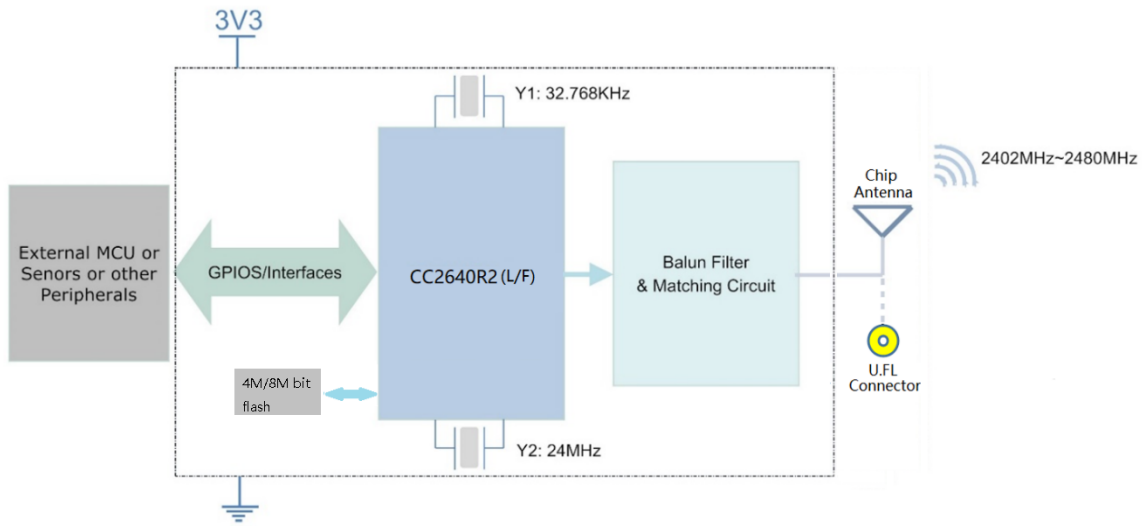 3V3
Y1: 32.768KHz
2402MHz~2480MHz
Chip
Antenna
External MCU or
Senors or other
Peripherals
GPIOS/Interfaces
CC2640R2 (L/F)
Balun Filter
& Matching Circuit
4M/8M bit
flash
U.FL
Connector
Y2: 24MHz